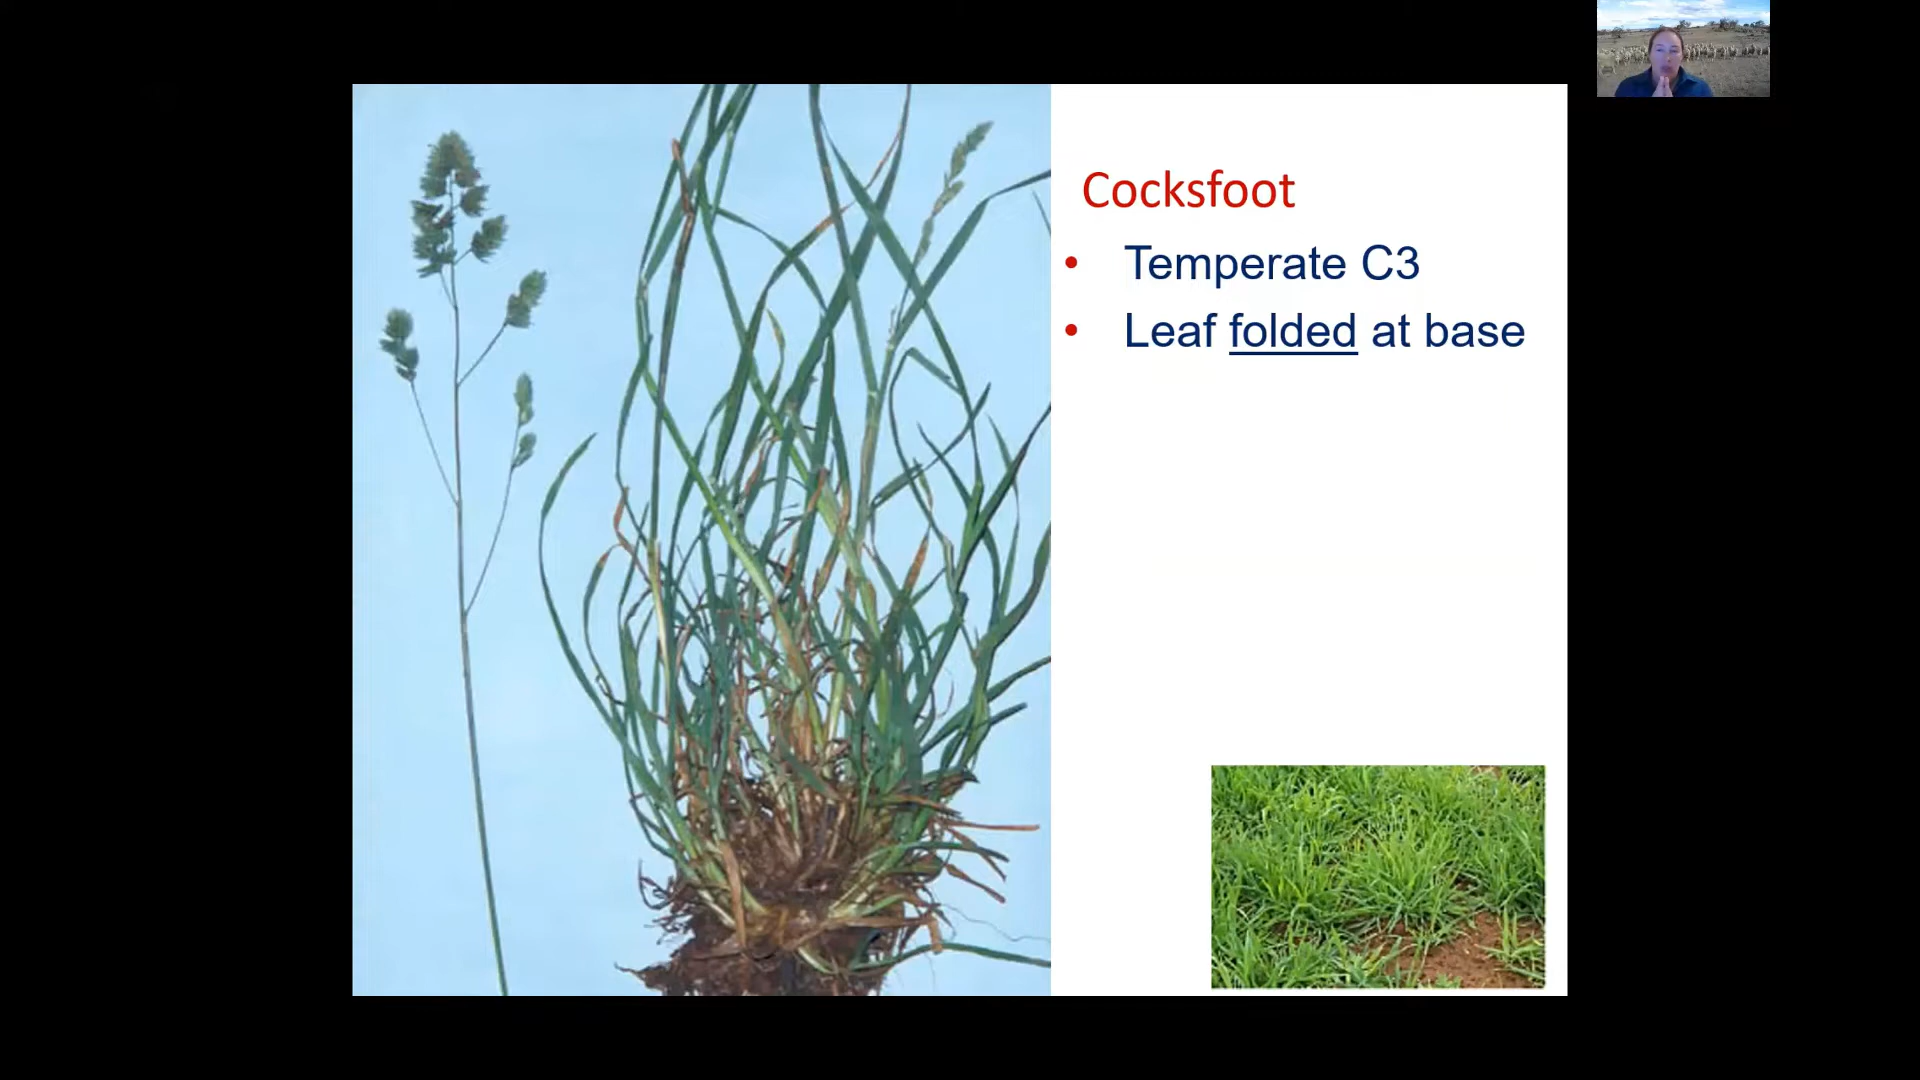 Cocksfoot
• Temperate C3
• Leaf folded at base